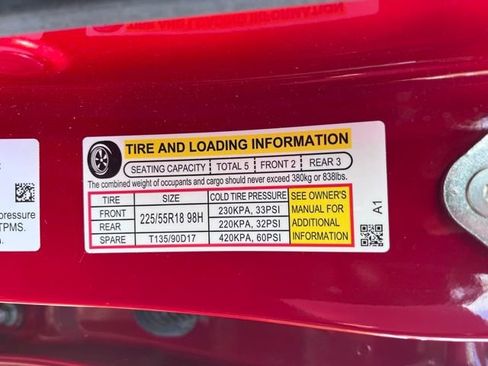 TIRE AND LOADING INFORMATION
SEATING CAPACITY TOTAL 5 FRONT 2 REAR 3
The combined weight of occupants and cargo should never exceed 380kg or 838lbs.
TIRE SIZE COLD TIRE PRESSURE
FRONT 225/55R18 98H 230KPA, 33PSI
REAR 220KPA, 32PSI
SPARE T135/90D17 420KPA, 60PSI
SEE OWNER'S
MANUAL FOR
ADDITIONAL
INFORMATION
A1
pressure
TPMS.